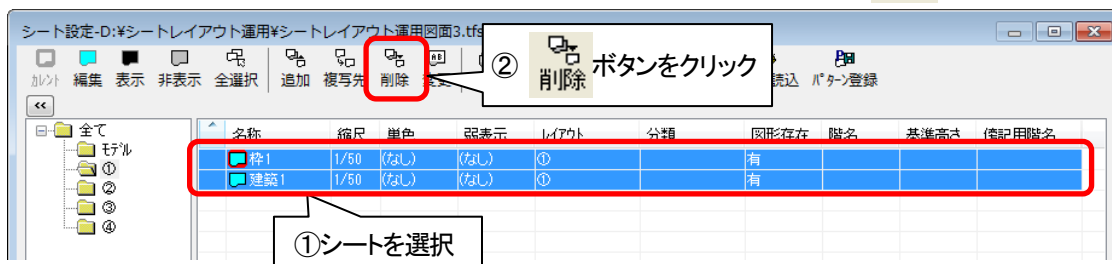 シート設定-D:¥シートレイアウト運用¥シートレイアウト運用図面3.tfs
ｶﾚﾝﾄ 編集 表示 非表示 全選択 追加 複写先 削除 変更 読込 ﾊﾟﾀｰﾝ登録
② 削除 ボタンをクリック
<<
全て
モデル
①
②
③
④
名称 縮尺 単色 弱表示 ﾚｲｱｳﾄ 分類 図形存在 階名 基準高さ 傍記用階名
枠1 1/50 (なし) (なし) ① 有
建築1 1/50 (なし) (なし) ① 有
①シートを選択